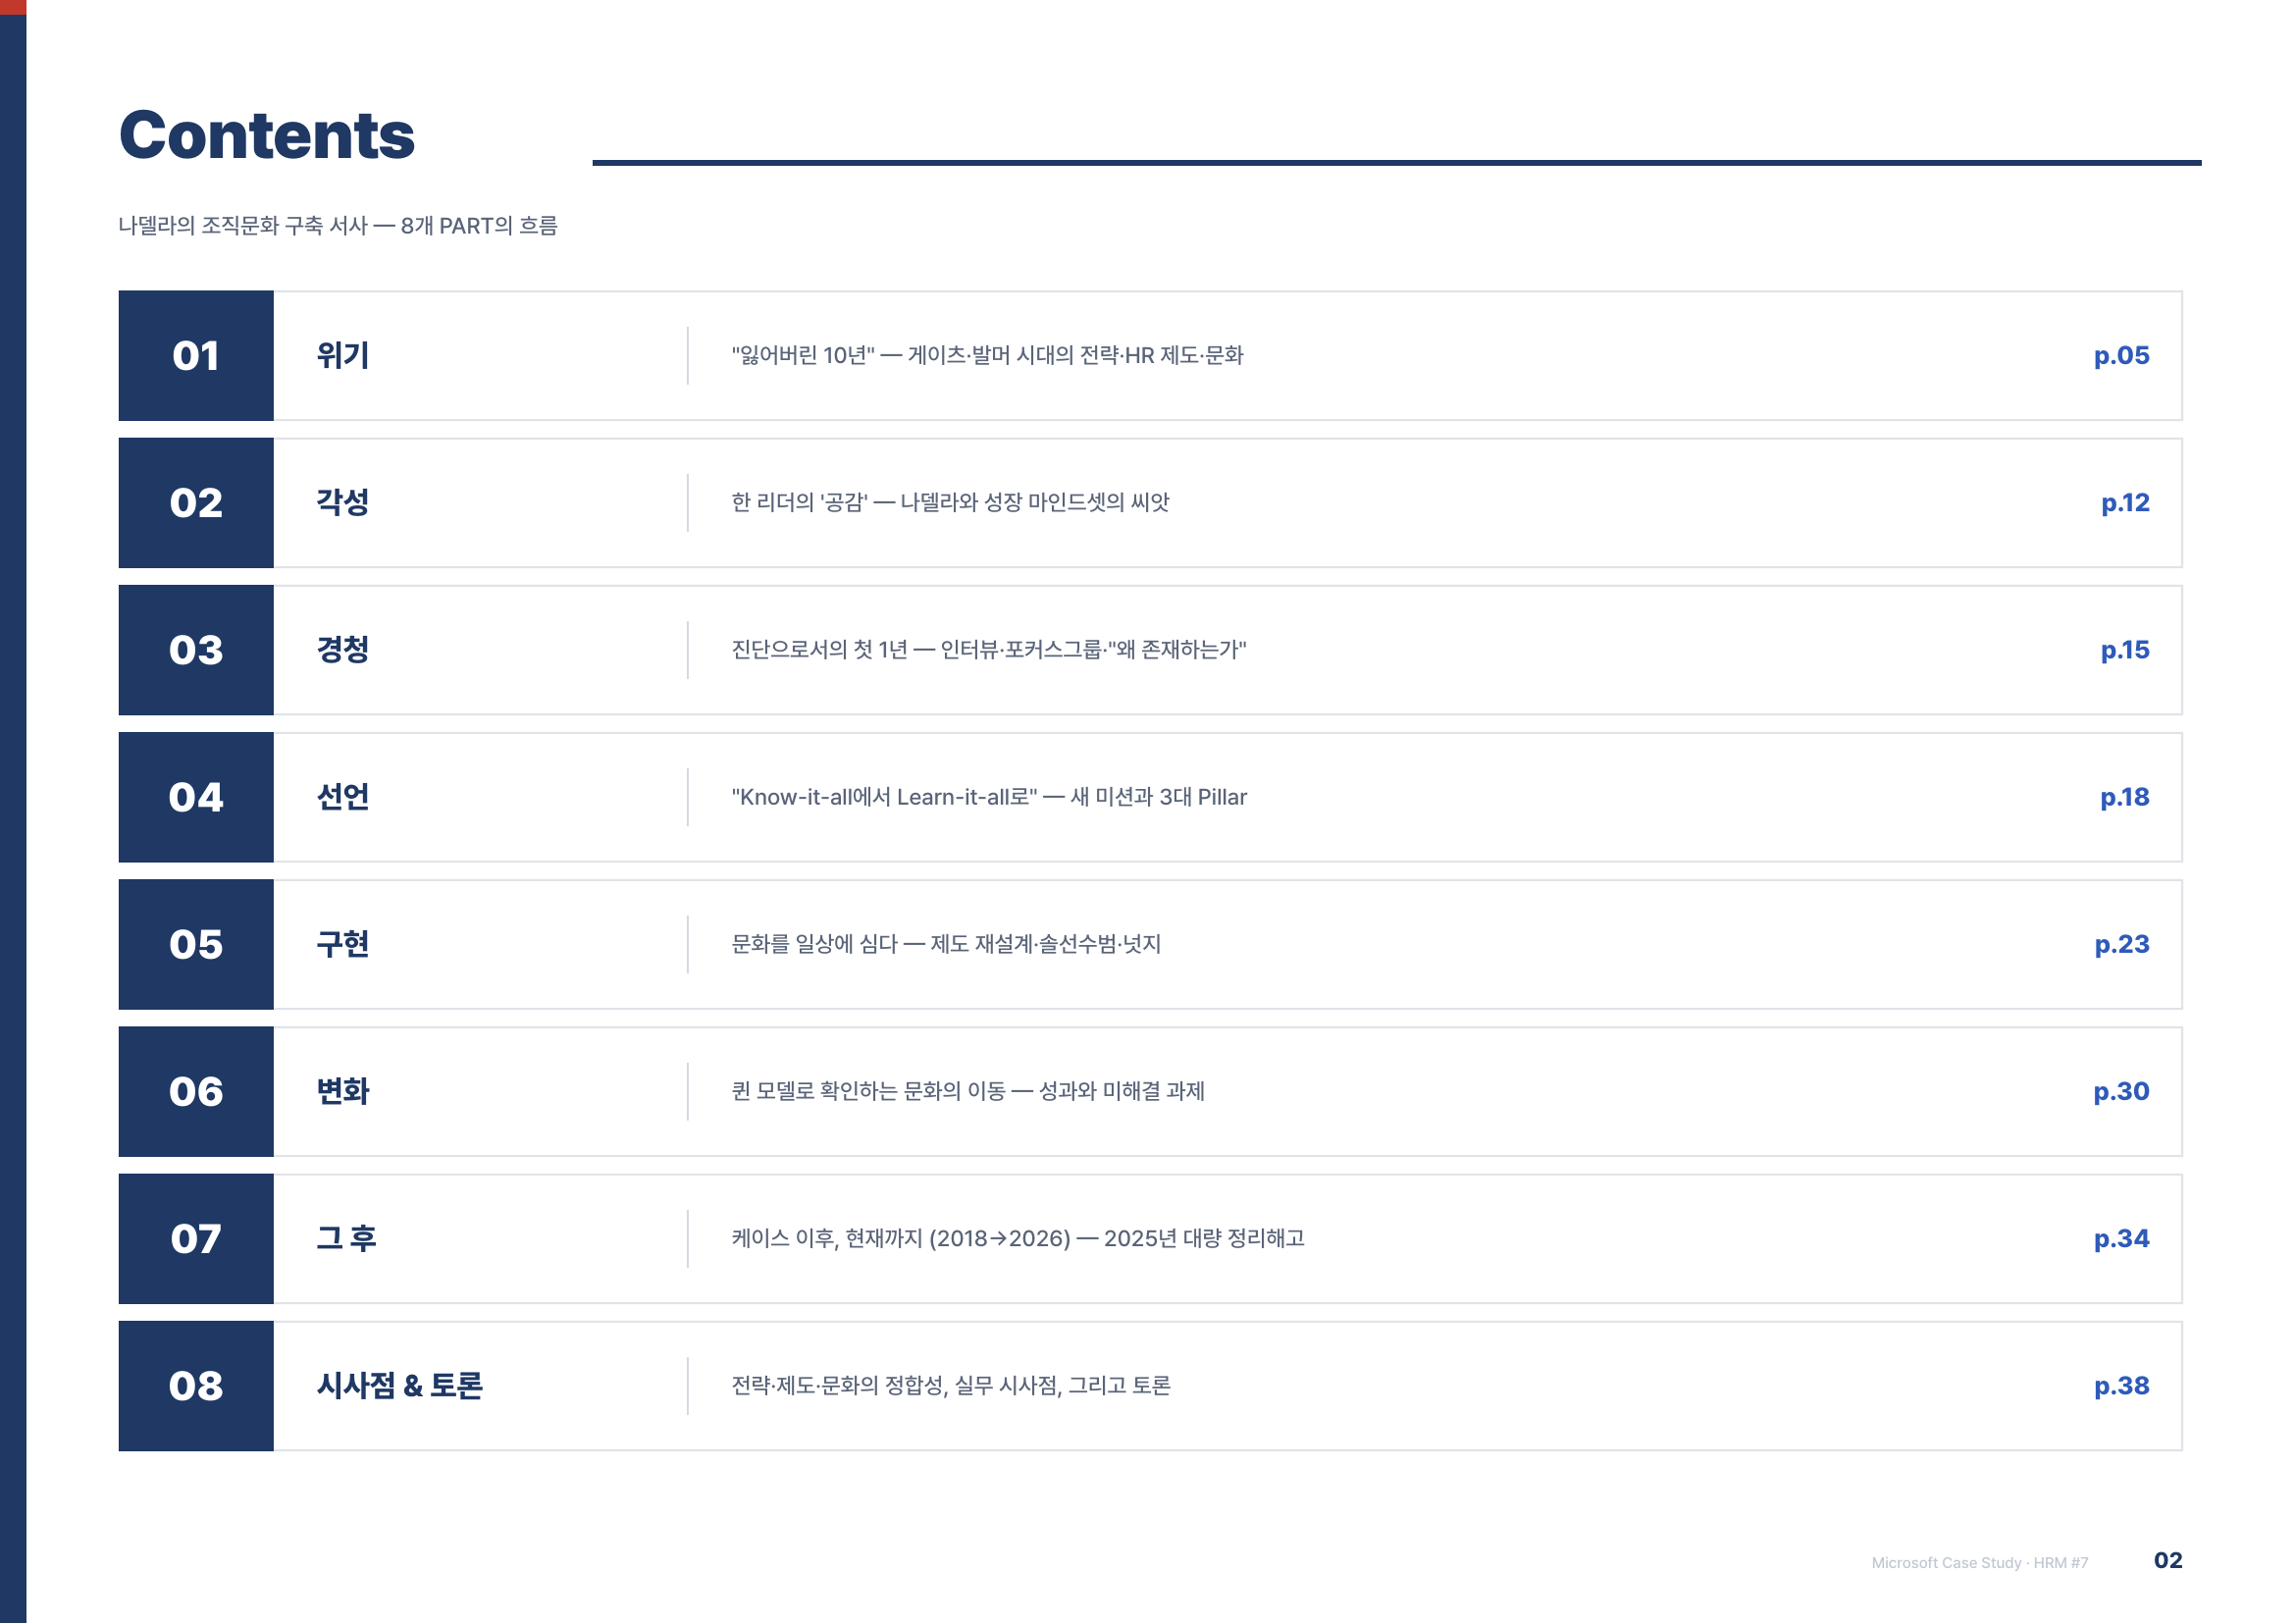 Contents
나델라의 조직문화 구축 서사 — 8개 PART의 흐름
01 위기 "잃어버린 10년" — 게이츠·발머 시대의 전략·HR 제도·문화 p.05
02 각성 한 리더의 '공감' — 나델라와 성장 마인드셋의 씨앗 p.12
03 경청 진단으로서의 첫 1년 — 인터뷰·포커스그룹·"왜 존재하는가" p.15
04 선언 "Know-it-all에서 Learn-it-all로" — 새 미션과 3대 Pillar p.18
05 구현 문화를 일상에 심다 — 제도 재설계·솔선수범·넛지 p.23
06 변화 퀸 모델로 확인하는 문화의 이동 — 성과와 미해결 과제 p.30
07 그 후 케이스 이후, 현재까지 (2018→2026) — 2025년 대량 정리해고 p.34
08 시사점 & 토론 전략·제도·문화의 정합성, 실무 시사점, 그리고 토론 p.38
Microsoft Case Study · HRM #7 02